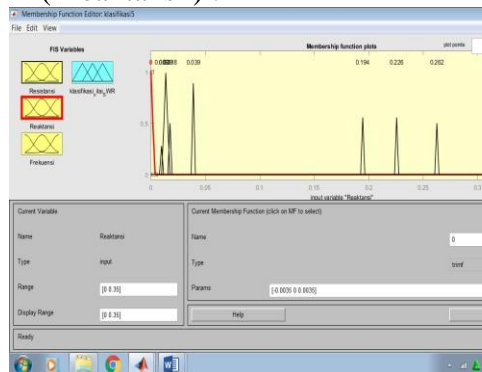 Membership Function Editor: klasifikasi5
File Edit View
FIS Variables
Membership function plots
plot points
Resistansi
Reaktansi
Frekuensi
0.039
0.194
0.226
0.262
1
0.5
0
0 0.05 0.1 0.15 0.2 0.25 0.3
input variable "Reaktansi"
Current Variable
Current Membership Function (click on MF to select)
Name Reaktansi
Name 0
Type input
Type trimf
Range [0 0.35]
Params [-0.0035 0 0.0035]
Display Range [0 0.35]
Help
Ready